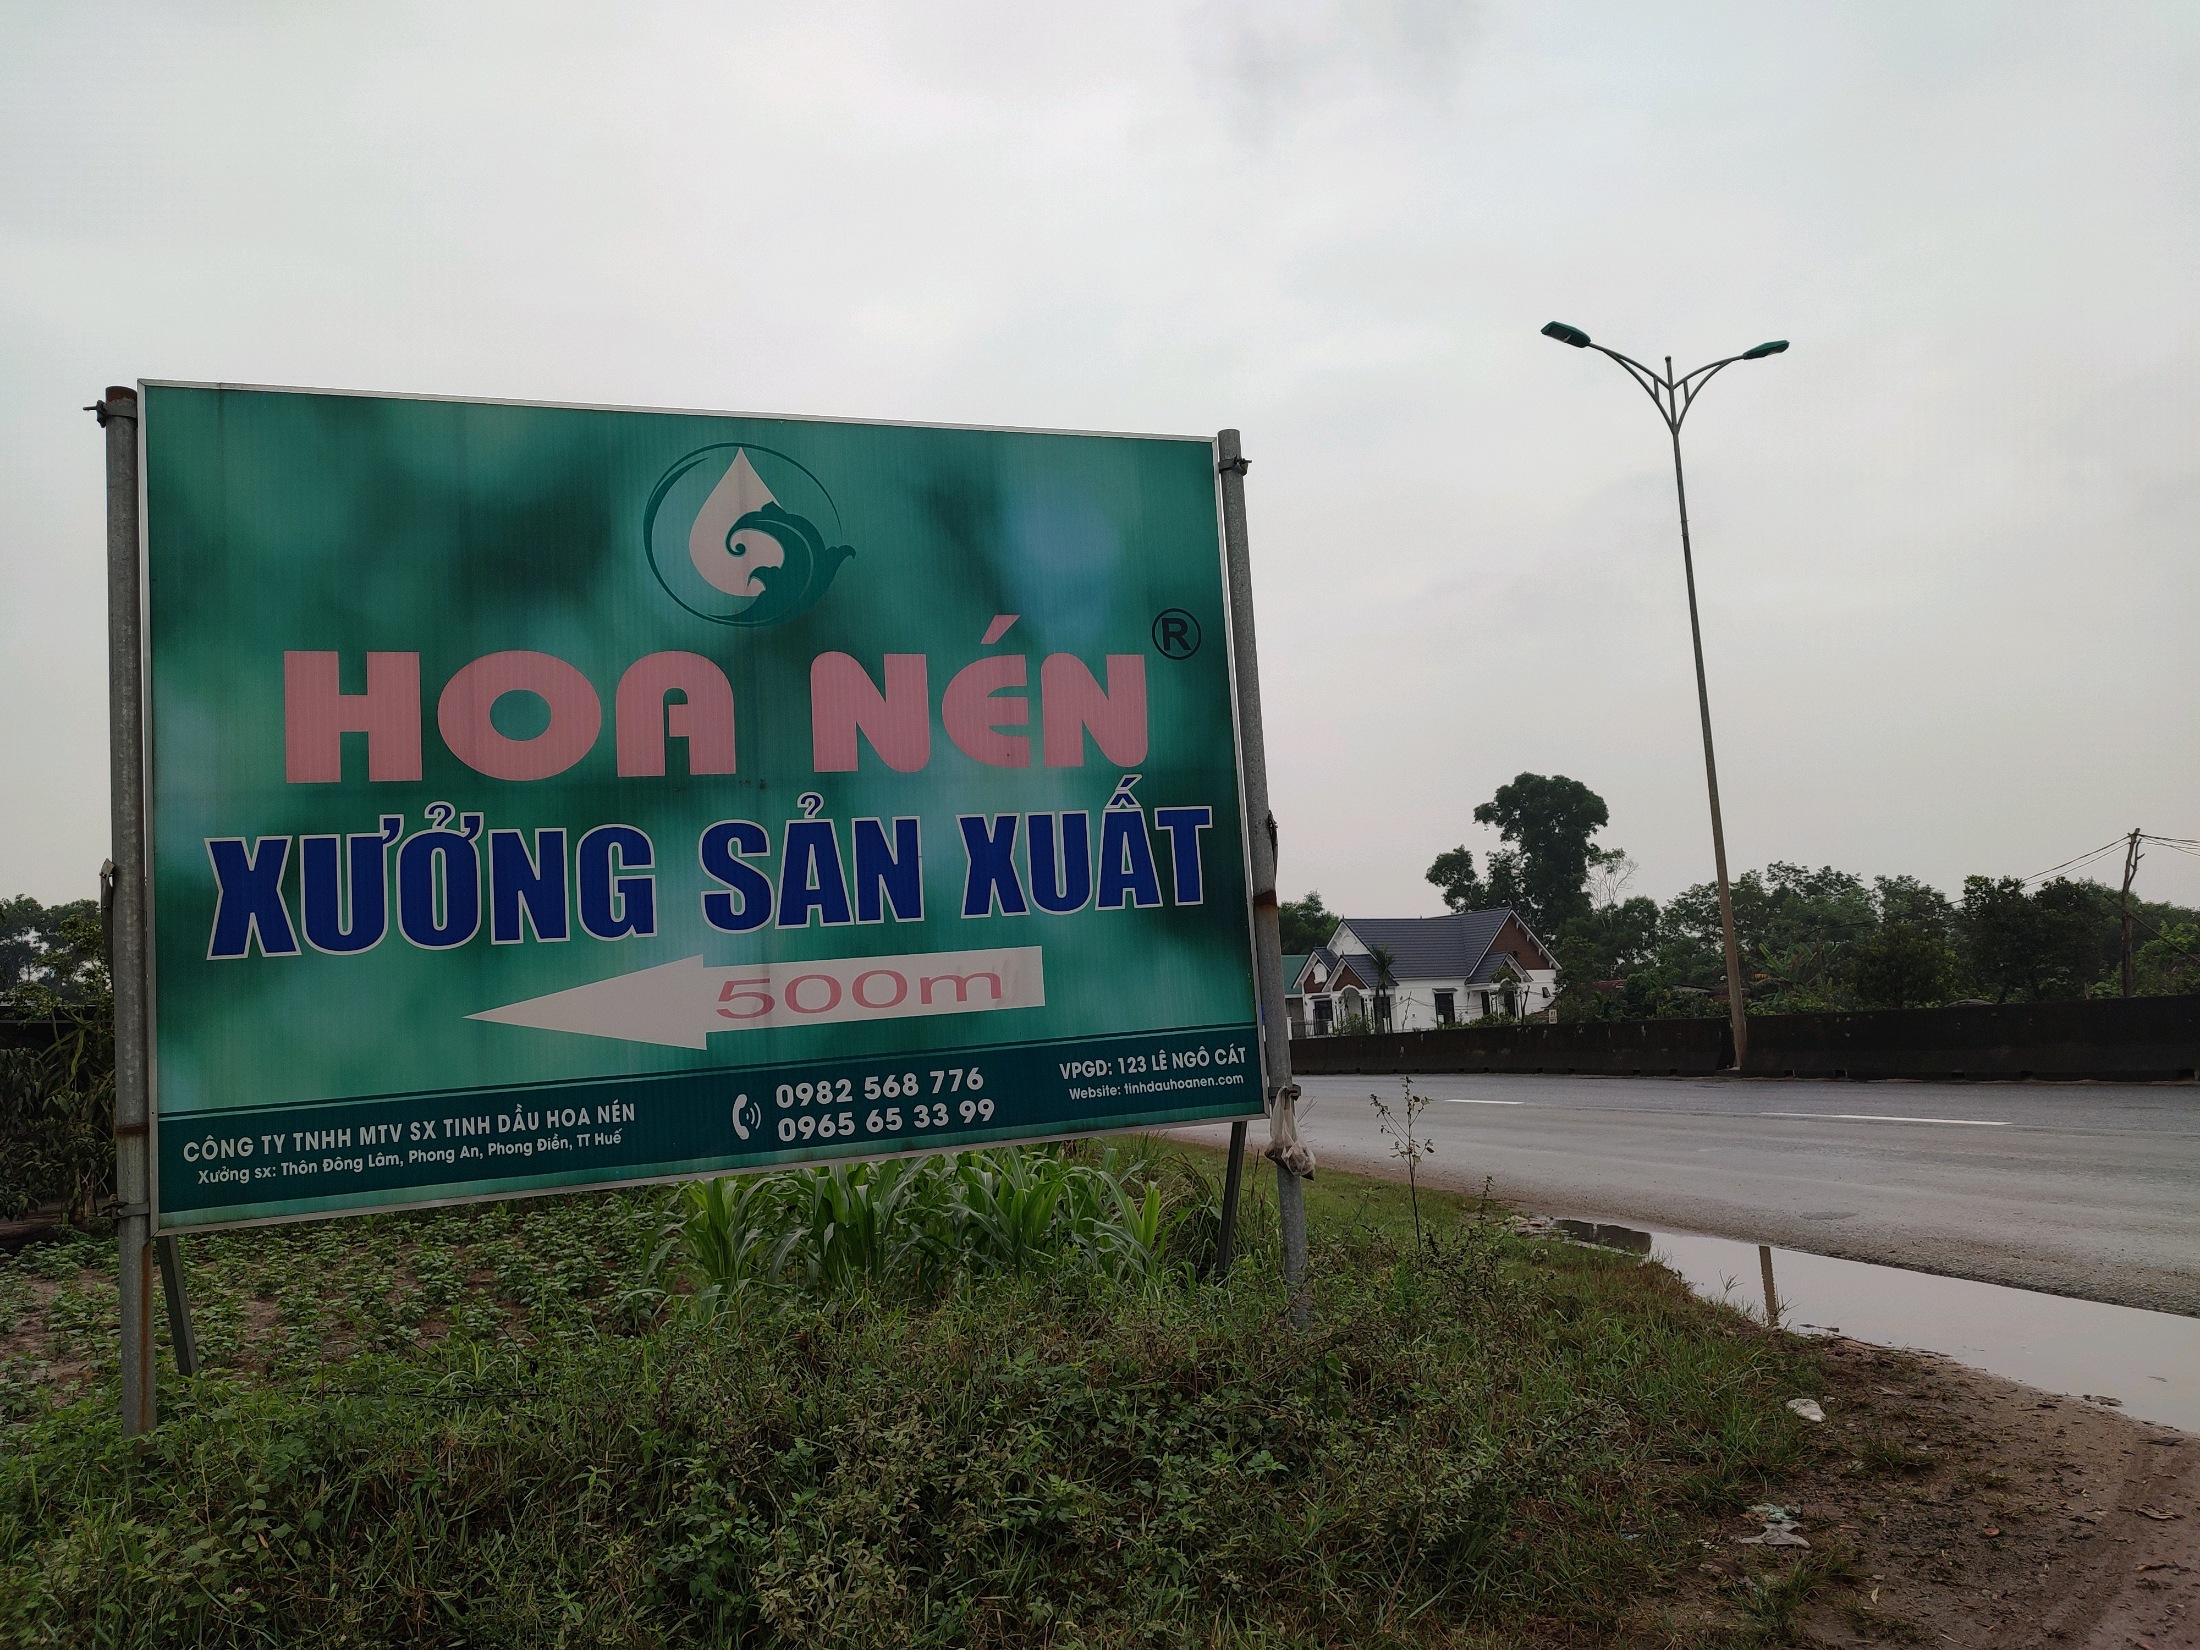 HOA NÉN ®
XƯỞNG SẢN XUẤT
500m
CÔNG TY TNHH MTV SX TINH DẦU HOA NÉN
Xưởng sx: Thôn Đông Lâm, Phong An, Phong Điền, TT Huế
0982 568 776
0965 65 33 99
VPGD: 123 LÊ NGÔ CÁT
Website: tinhdauhoanen.com